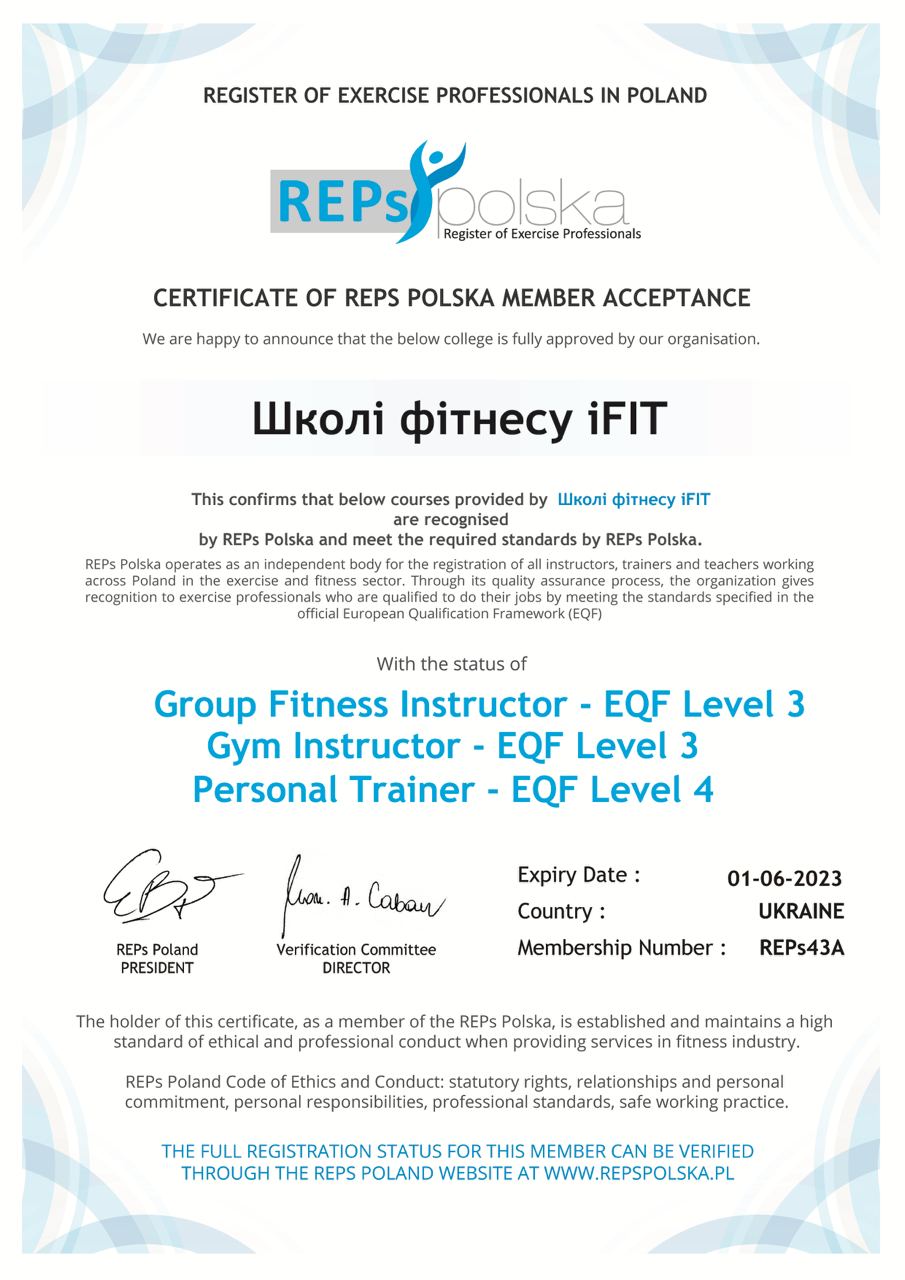 REGISTER OF EXERCISE PROFESSIONALS IN POLAND
REPs polska
Register of Exercise Professionals
CERTIFICATE OF REPS POLSKA MEMBER ACCEPTANCE
We are happy to announce that the below college is fully approved by our organisation.
Школі фітнесу iFIT
This confirms that below courses provided by Школі фітнесу iFIT
are recognised
by REPs Polska and meet the required standards by REPs Polska.
REPs Polska operates as an independent body for the registration of all instructors, trainers and teachers working
across Poland in the exercise and fitness sector. Through its quality assurance process, the organization gives
recognition to exercise professionals who are qualified to do their jobs by meeting the standards specified in the
official European Qualification Framework (EQF)
With the status of
Group Fitness Instructor - EQF Level 3
Gym Instructor - EQF Level 3
Personal Trainer - EQF Level 4
Expiry Date : 01-06-2023
Country : UKRAINE
Membership Number : REPs43A
A. Caban
REPs Poland
PRESIDENT
Verification Committee
DIRECTOR
The holder of this certificate, as a member of the REPs Polska, is established and maintains a high
standard of ethical and professional conduct when providing services in fitness industry.
REPs Poland Code of Ethics and Conduct: statutory rights, relationships and personal
commitment, personal responsibilities, professional standards, safe working practice.
THE FULL REGISTRATION STATUS FOR THIS MEMBER CAN BE VERIFIED
THROUGH THE REPS POLAND WEBSITE AT WWW.REPSPOLSKA.PL